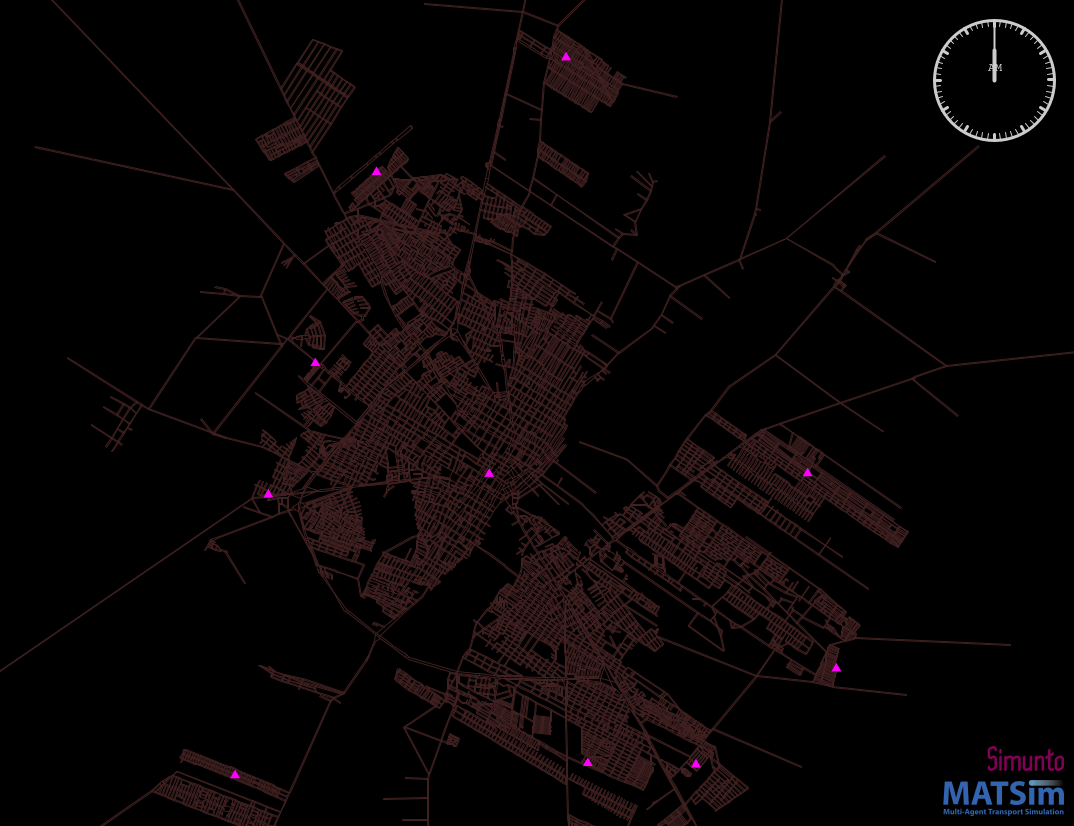 AM
Simunto
MATSim
Multi-Agent Transport Simulation